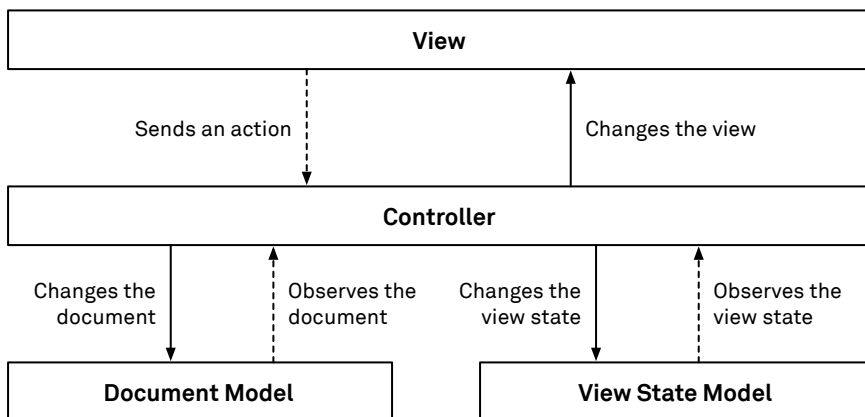 View
Sends an action
Changes the view
Controller
Changes the
document
Observes the
document
Changes the
view state
Observes the
view state
Document Model
View State Model